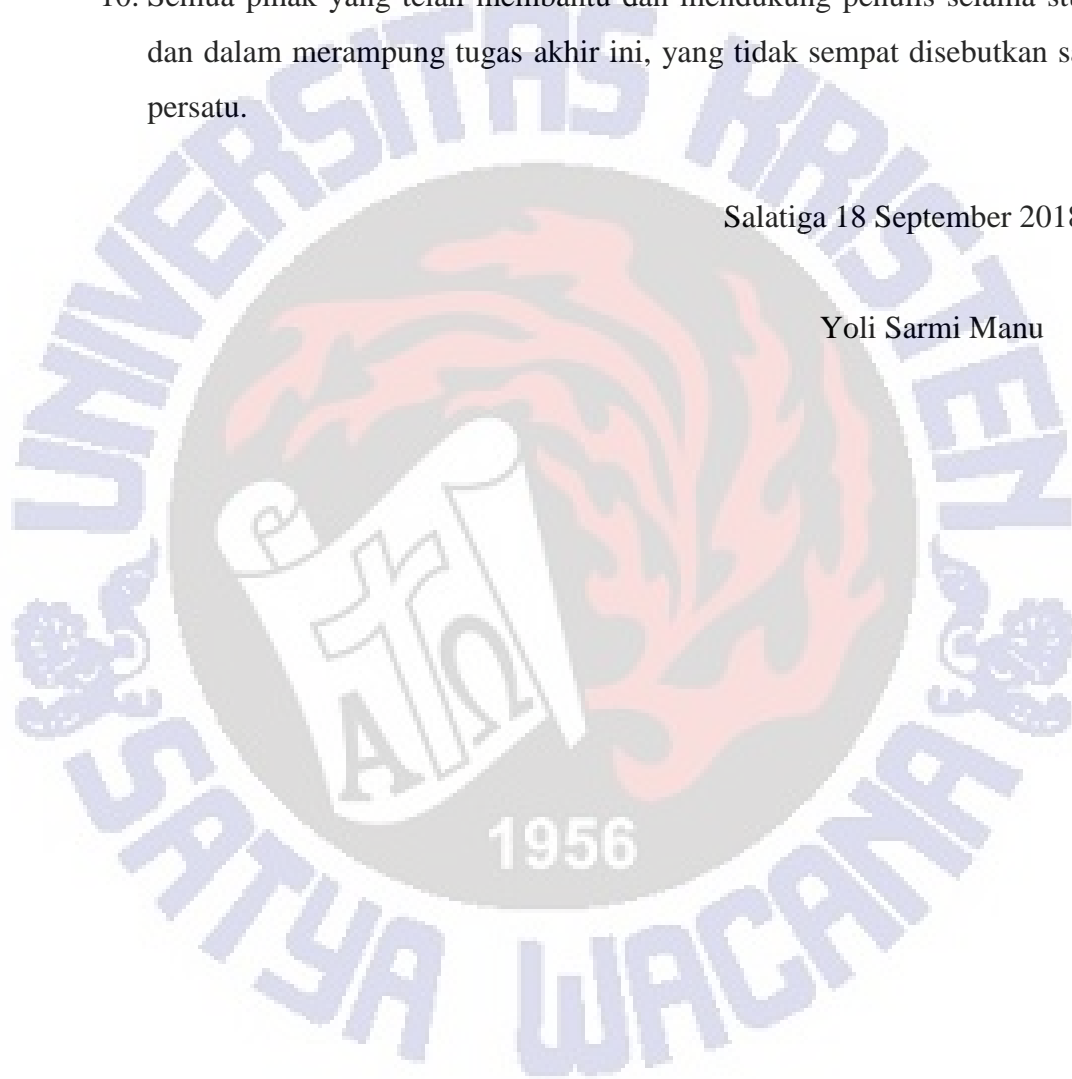 10. Semua pihak yang telah membantu dan mendukung penulis selama
dan dalam merampung tugas akhir ini, yang tidak sempat disebutkan
persatu.
Salatiga 18 September 2018
Yoli Sarmi Manu
UNIVERSITAS KRISTEN
SATYA WACANA
Α Ω
1956